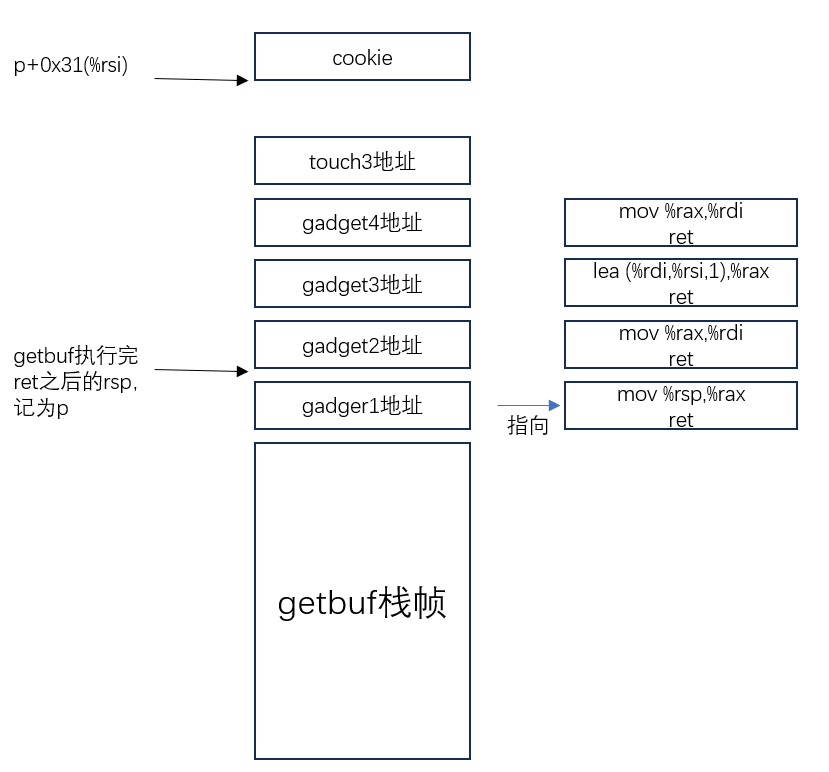 p+0x31(%rsi)
cookie
touch3地址
gadget4地址
mov %rax,%rdi
ret
gadget3地址
lea (%rdi,%rsi,1),%rax
ret
getbuf执行完
ret之后的rsp,
记为p
gadget2地址
mov %rax,%rdi
ret
gadger1地址
指向
mov %rsp,%rax
ret
getbuf栈帧